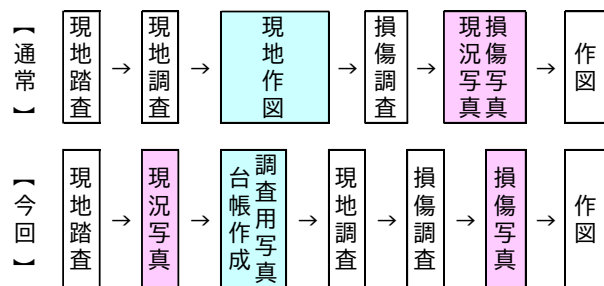 【通常】
現地踏査
→
現地調査
→
現地作図
→
損傷調査
→
損傷写真
現況写真
→
作図
【今回】
現地踏査
→
現況写真
→
調査用写真
台帳作成
→
現地調査
→
損傷調査
→
損傷写真
→
作図